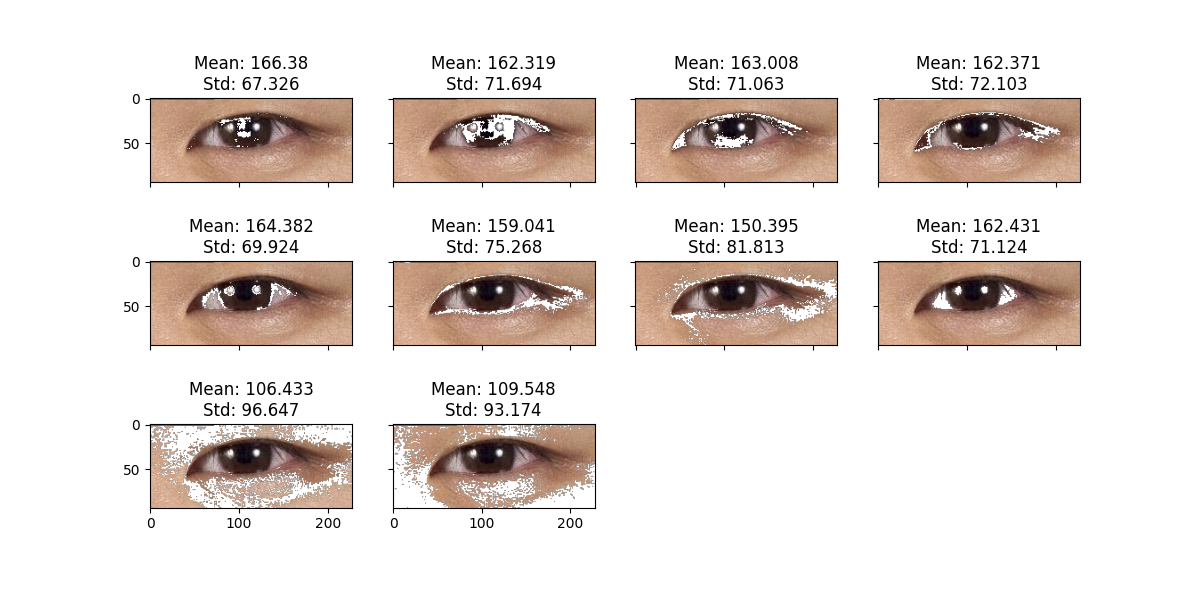 Mean: 166.38
Std: 67.326
Mean: 162.319
Std: 71.694
Mean: 163.008
Std: 71.063
Mean: 162.371
Std: 72.103
0
50
Mean: 164.382
Std: 69.924
Mean: 159.041
Std: 75.268
Mean: 150.395
Std: 81.813
Mean: 162.431
Std: 71.124
0
50
Mean: 106.433
Std: 96.647
Mean: 109.548
Std: 93.174
0
50
0 100 200
0 100 200